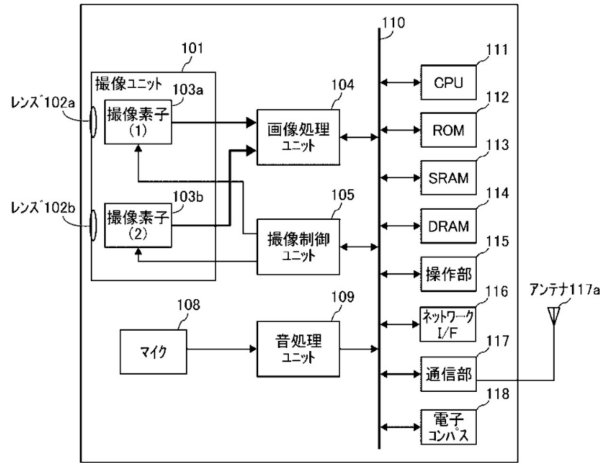 101
撮像ユニット
レンズ102a
103a
撮像素子
(1)
レンズ102b
103b
撮像素子
(2)
104
画像処理
ユニット
105
撮像制御
ユニット
108
マイク
109
音処理
ユニット
110
111
CPU
112
ROM
113
SRAM
114
DRAM
115
操作部
116
ネットワーク
I/F
117
通信部
アンテナ117a
118
電子
コンパス